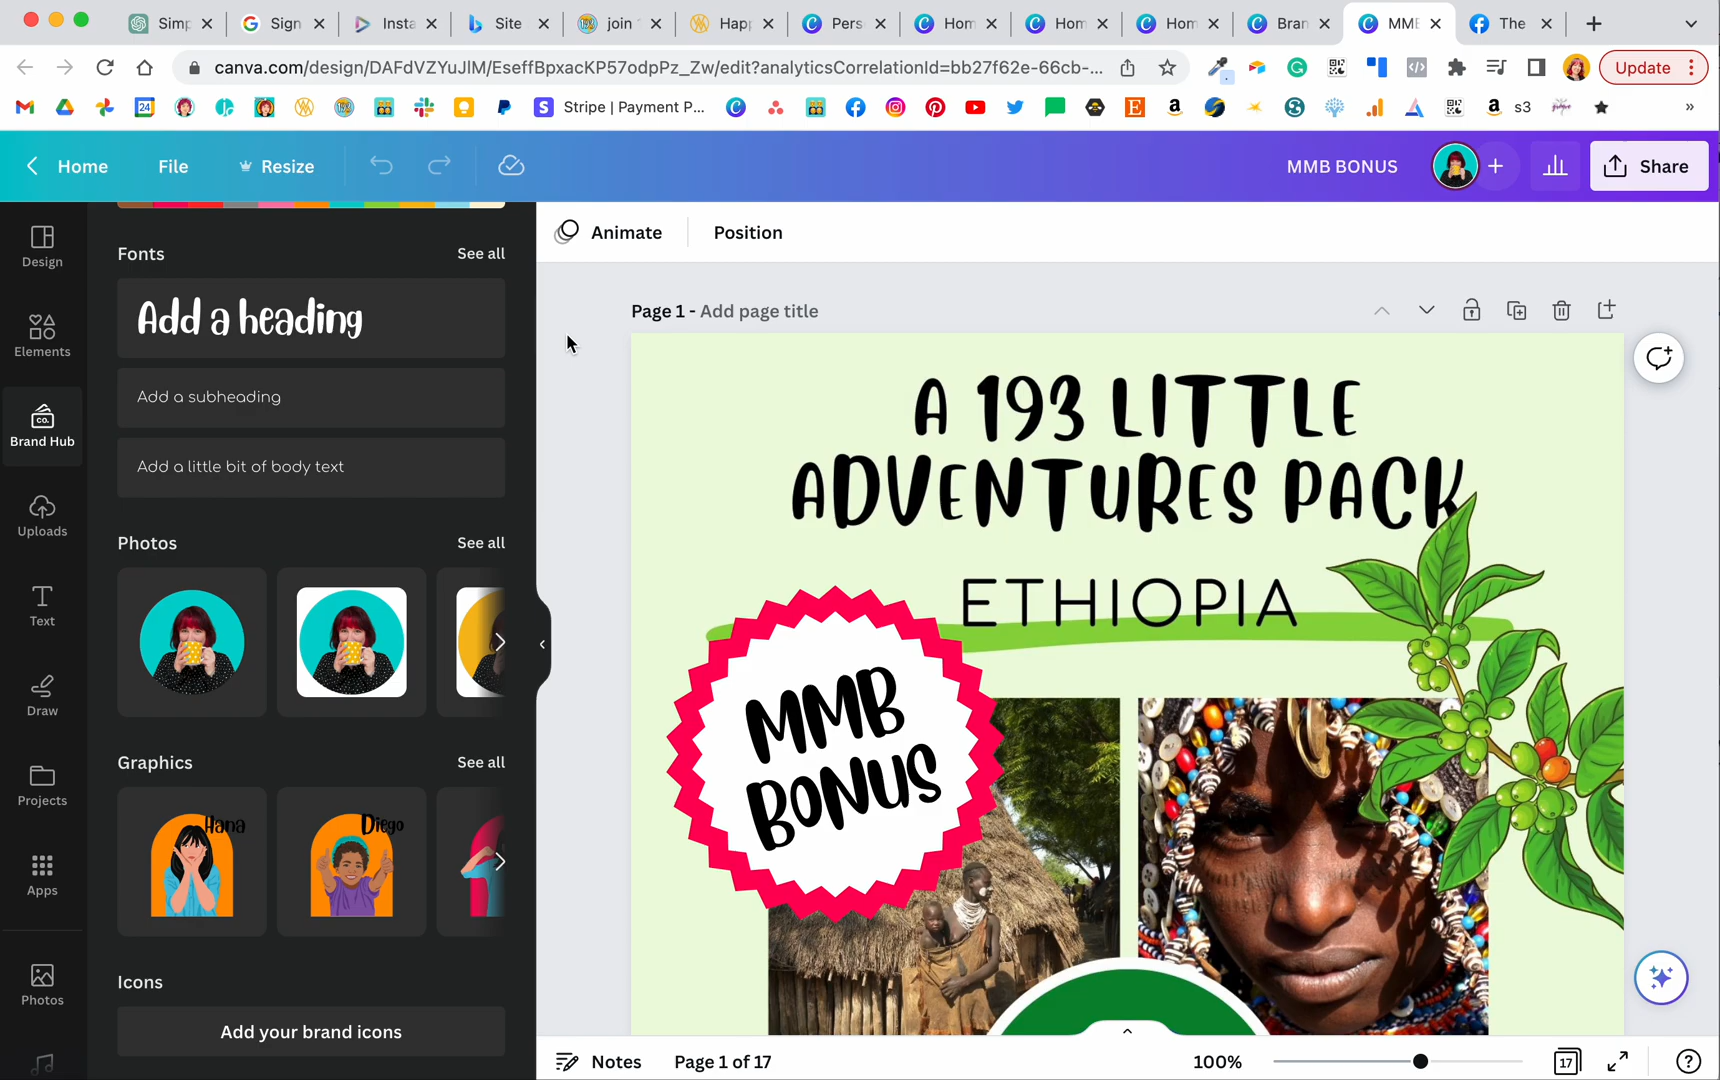 Simp
Sign
Insta
Site
join
Happ
Pers
Hom
Hom
Hom
Bran
MMB
The
canva.com/design/DAFdVZYuJlM/EseffBpxacKP57odpPz_Zw/edit?analyticsCorrelationId=bb27f62e-66cb-...
Update
Stripe | Payment P...
s3
Home
File
Resize
MMB BONUS
Share
Design
Elements
Brand Hub
Uploads
Text
Draw
Projects
Apps
Photos
Fonts
See all
Add a heading
Add a subheading
Add a little bit of body text
Photos
See all
Graphics
See all
Hana
Diego
Icons
Add your brand icons
Animate
Position
Page 1 - Add page title
A 193 LITTLE
ADVENTURES PACK
ETHIOPIA
MMB
BONUS
Notes
Page 1 of 17
100%
17